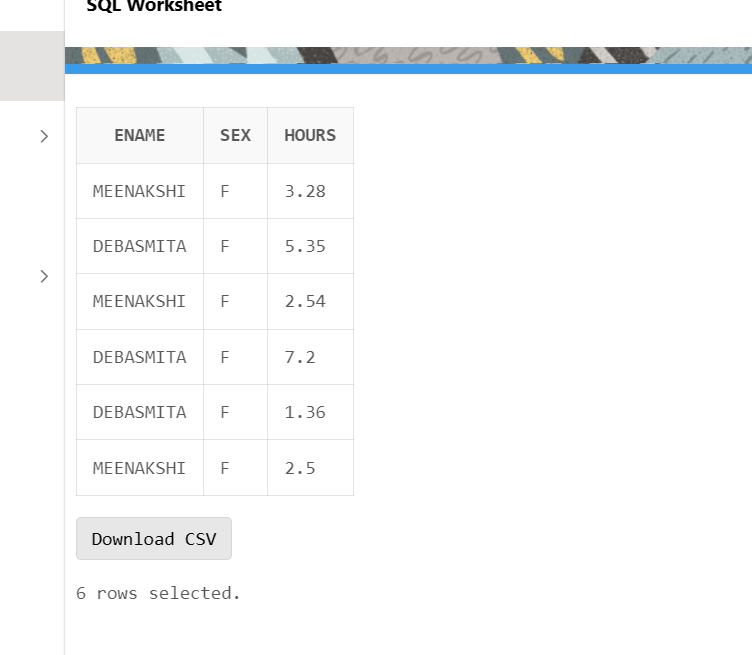 SQL Worksheet
ENAME SEX HOURS
MEENAKSHI F 3.28
DEBASMITA F 5.35
MEENAKSHI F 2.54
DEBASMITA F 7.2
DEBASMITA F 1.36
MEENAKSHI F 2.5
Download CSV
6 rows selected.